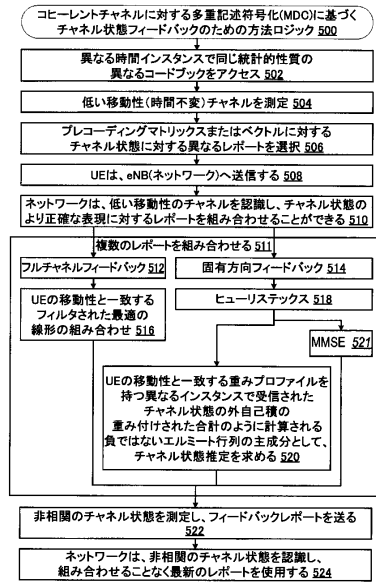 コヒーレントチャネルに対する多重記述符号化(MDC)に基づく
チャネル状態フィードバックのための方法ロジック 500
異なる時間インスタンスで同じ統計的性質の
異なるコードブックをアクセス 502
低い移動性(時間不変)チャネルを測定 504
プレコーディングマトリックスまたはベクトルに対する
チャネル状態に対する異なるレポートを選択 506
UEは、eNB(ネットワーク)へ送信する 508
ネットワークは、低い移動性のチャネルを認識し、チャネル状態の
より正確な表現に対するレポートを組み合わせることができる 510
複数のレポートを組み合わせる 511
フルチャネルフィードバック 512
固有方向フィードバック 514
UEの移動性と一致する
フィルタされた最適の
線形の組み合わせ 516
ヒューリステックス 518
MMSE 521
UEの移動性と一致する重みプロファイルを
持つ異なるインスタンスで受信された
チャネル状態の外自己積の
重み付けされた合計のように計算される
負ではないエルミート行列の主成分として、
チャネル状態推定を求める 520
非相関のチャネル状態を測定し、フィードバックレポートを送る
522
ネットワークは、非相関のチャネル状態を認識し、
組み合わせることなく最新のレポートを使用する 524